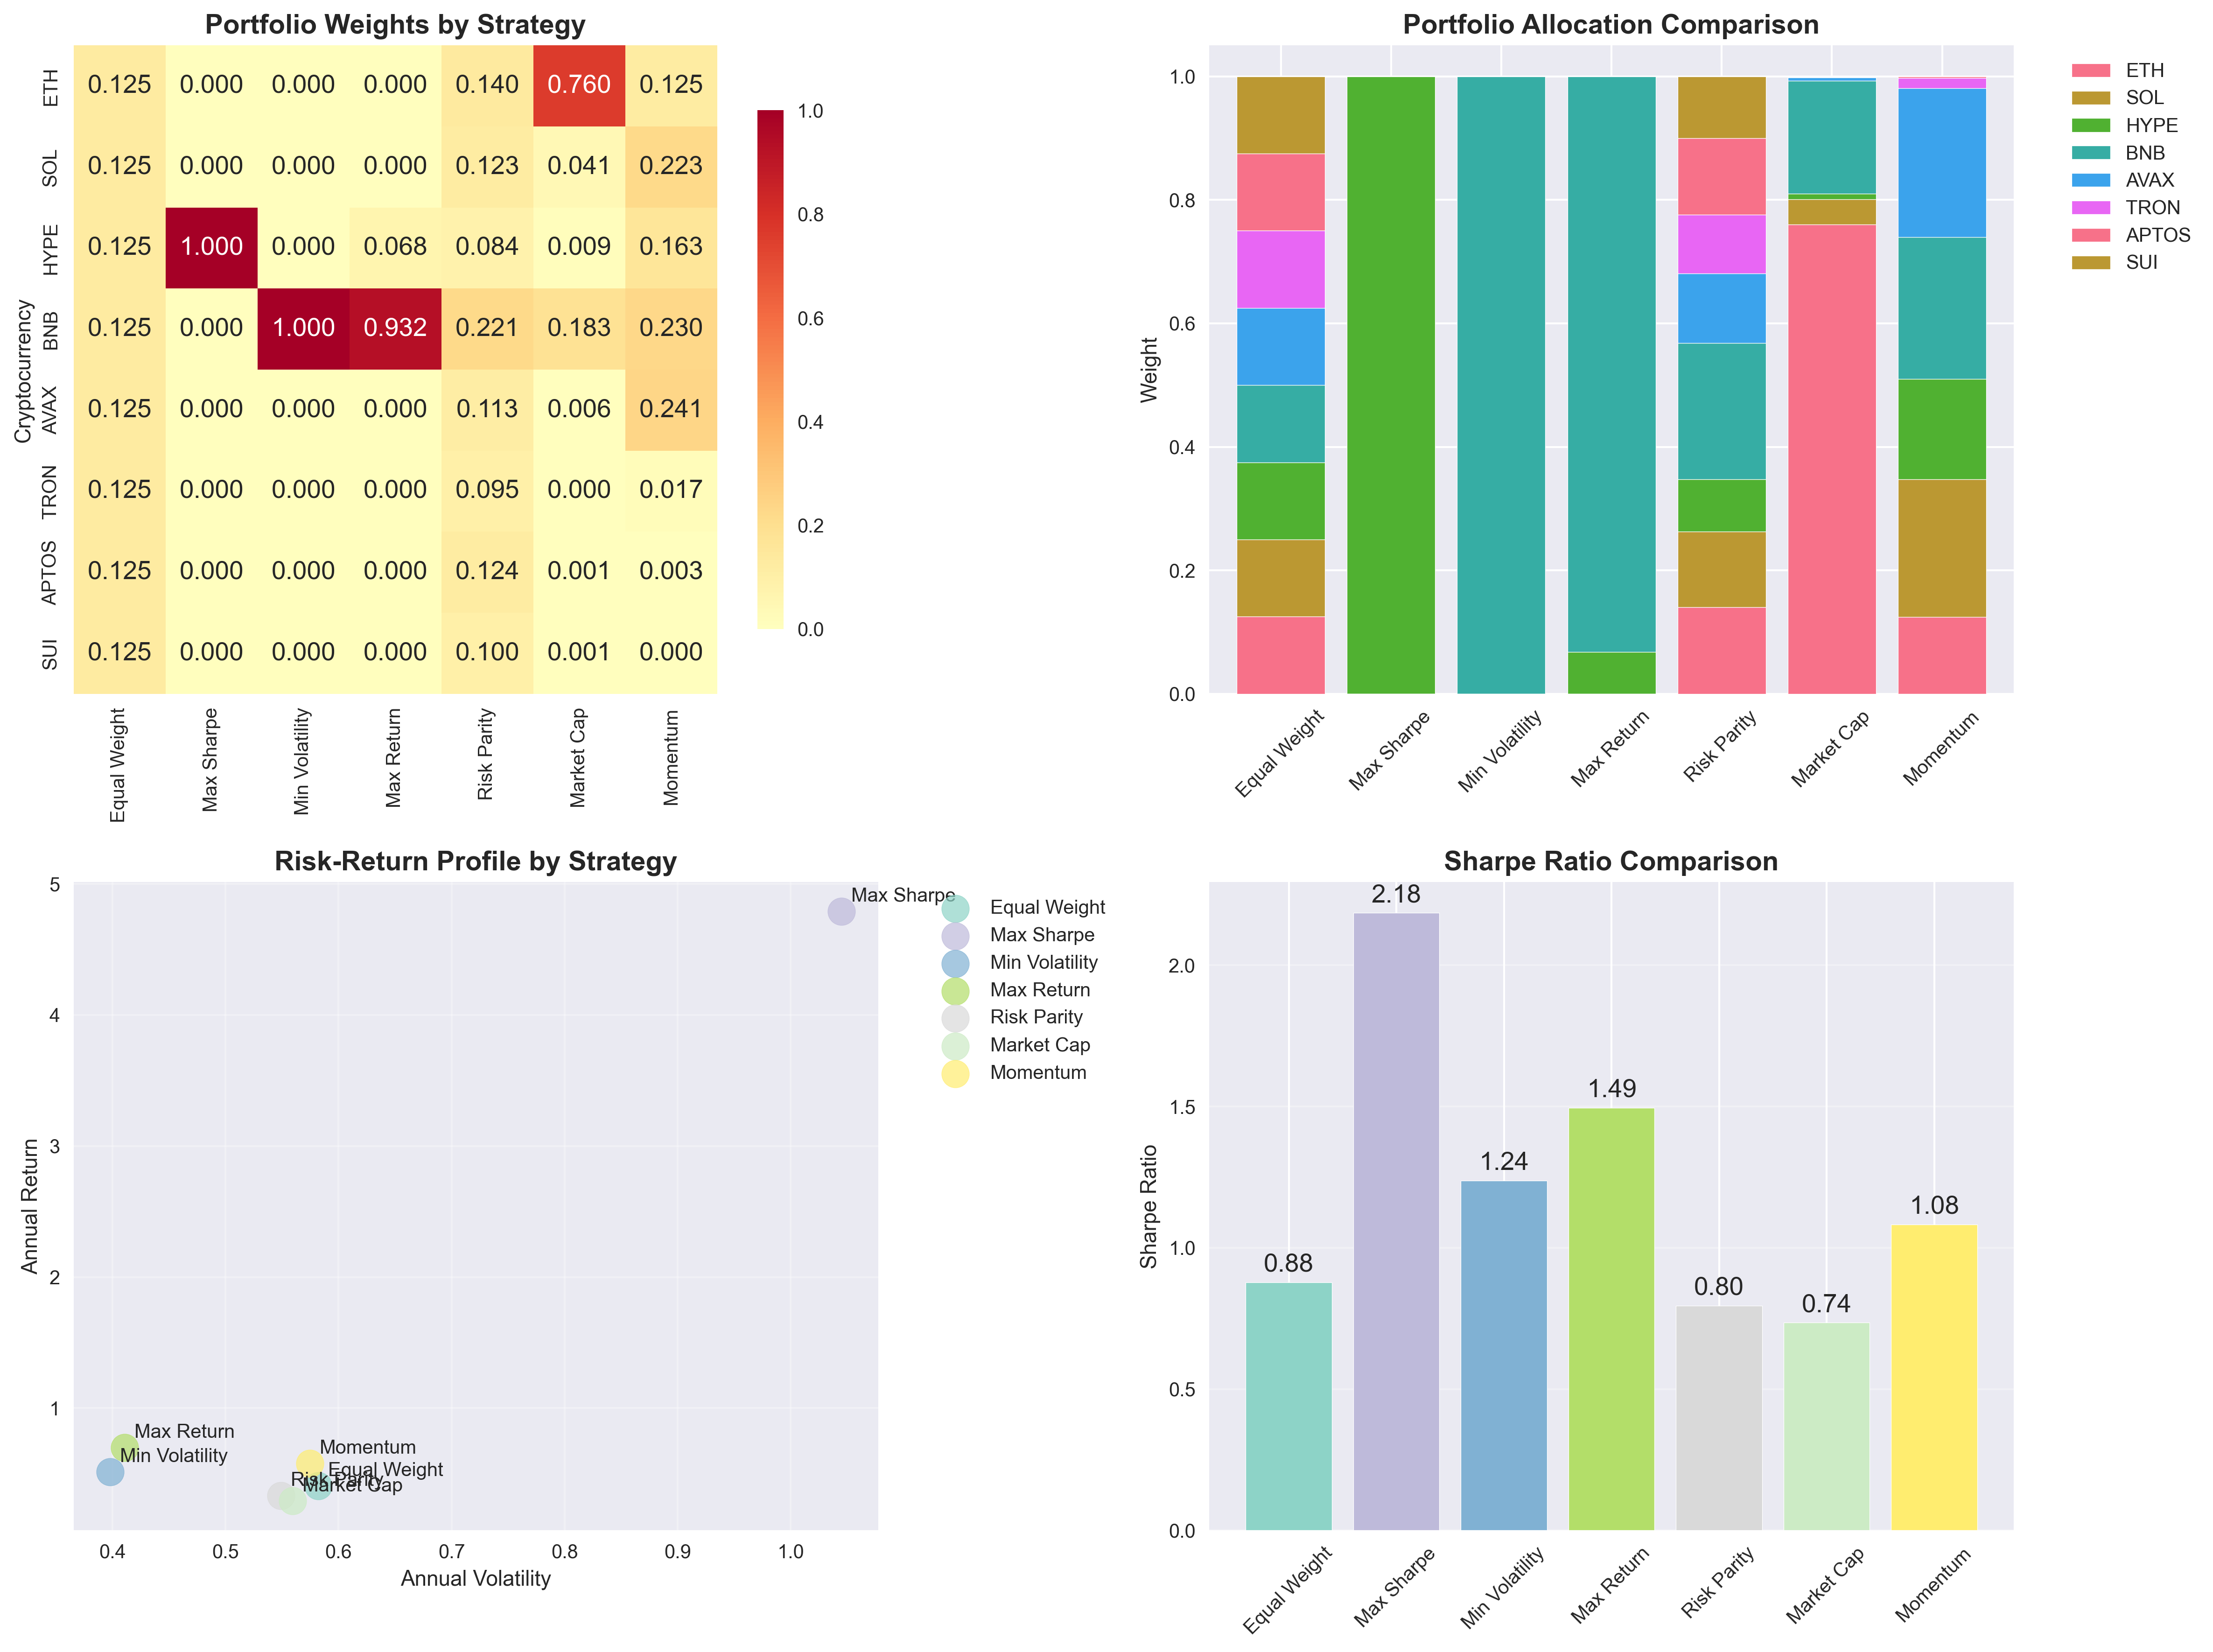 Portfolio Weights by Strategy
Cryptocurrency
ETH
0.125 0.000 0.000 0.000 0.140 0.760 0.125
SOL
0.125 0.000 0.000 0.000 0.123 0.041 0.223
HYPE
0.125 1.000 0.000 0.068 0.084 0.009 0.163
BNB
0.125 0.000 1.000 0.932 0.221 0.183 0.230
AVAX
0.125 0.000 0.000 0.000 0.113 0.006 0.241
TRON
0.125 0.000 0.000 0.000 0.095 0.000 0.017
APTOS
0.125 0.000 0.000 0.000 0.124 0.001 0.003
SUI
0.125 0.000 0.000 0.000 0.100 0.001 0.000
Equal Weight
Max Sharpe
Min Volatility
Max Return
Risk Parity
Market Cap
Momentum
1.0
0.8
0.6
0.4
0.2
0.0
Portfolio Allocation Comparison
Weight
1.0
0.8
0.6
0.4
0.2
0.0
Equal Weight
Max Sharpe
Min Volatility
Max Return
Risk Parity
Market Cap
Momentum
ETH
SOL
HYPE
BNB
AVAX
TRON
APTOS
SUI
Risk-Return Profile by Strategy
Annual Return
5
4
3
2
1
Max Sharpe
Max Return
Min Volatility
Momentum
Equal Weight
Risk Parity
Market Cap
0.4 0.5 0.6 0.7 0.8 0.9 1.0
Annual Volatility
Equal Weight
Max Sharpe
Min Volatility
Max Return
Risk Parity
Market Cap
Momentum
Sharpe Ratio Comparison
Sharpe Ratio
2.0
1.5
1.0
0.5
0.0
0.88
2.18
1.24
1.49
0.80
0.74
1.08
Equal Weight
Max Sharpe
Min Volatility
Max Return
Risk Parity
Market Cap
Momentum